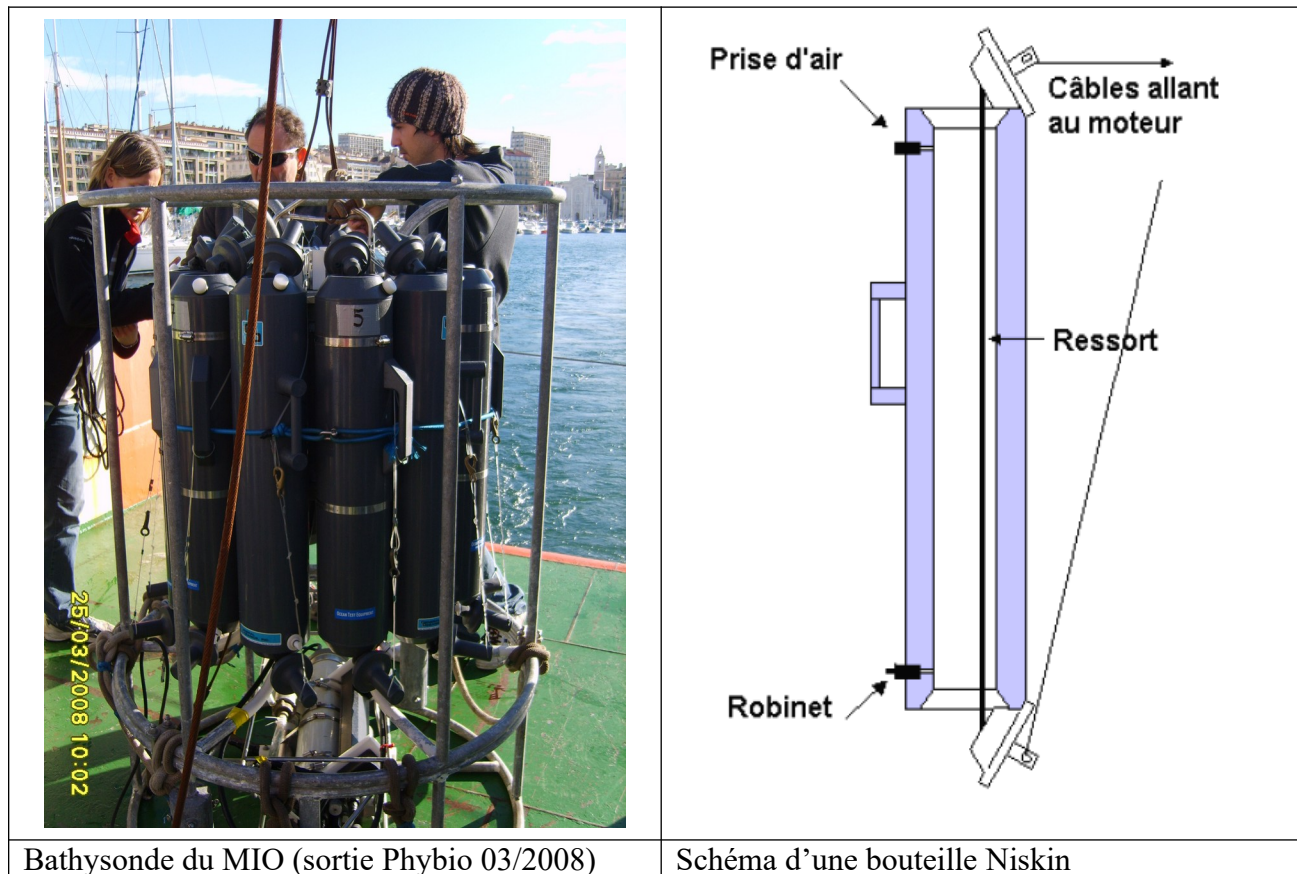 5
25/03/2008 10:02
Prise d'air
Câbles allant
au moteur
Ressort
Robinet
Bathysonde du MIO (sortie Phybio 03/2008)
Schéma d’une bouteille Niskin